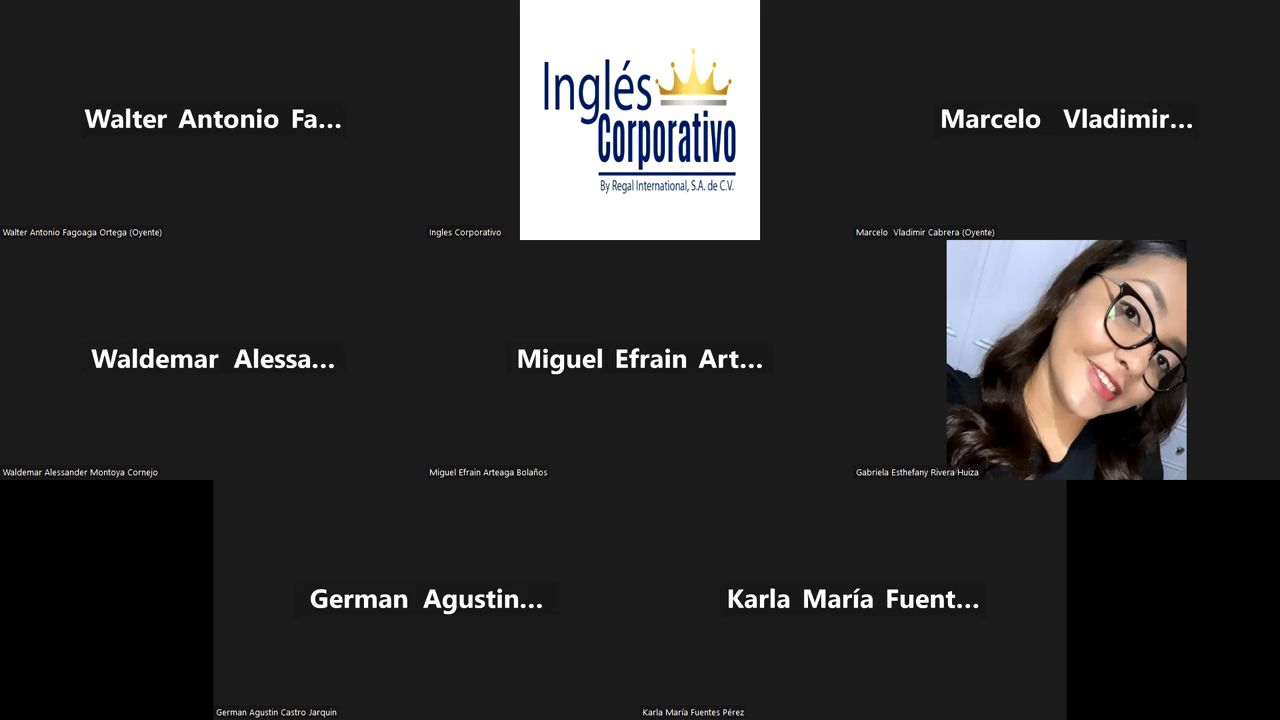 Walter Antonio Fa...
Inglés
Corporativo
By Regal International, S.A. de C.V.
Marcelo Vladimir...
Walter Antonio Fagoaga Ortega (Oyente)
Ingles Corporativo
Marcelo Vladimir Cabrera (Oyente)
Waldemar Alessa...
Miguel Efrain Art...
Waldemar Alessander Montoya Cornejo
Miguel Efrain Arteaga Bolaños
Gabriela Esthefany Rivera Huiza
German Agustin...
Karla María Fuent...
German Agustin Castro Jarquin
Karla María Fuentes Pérez